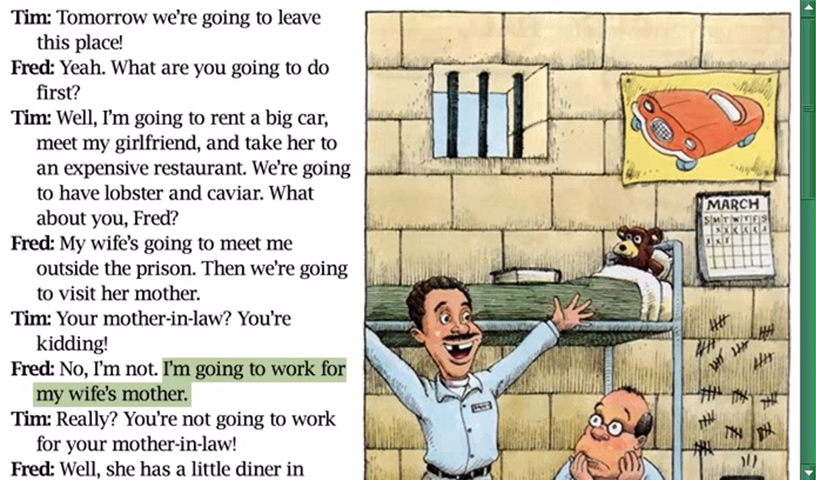 Tim: Tomorrow we're going to leave
this place!
Fred: Yeah. What are you going to do
first?
Tim: Well, I'm going to rent a big car,
meet my girlfriend, and take her to
an expensive restaurant. We're going
to have lobster and caviar. What
about you, Fred?
Fred: My wife's going to meet me
outside the prison. Then we're going
to visit her mother.
Tim: Your mother-in-law? You're
kidding!
Fred: No, I'm not. I'm going to work for
my wife's mother.
Tim: Really? You're not going to work
for your mother-in-law!
Fred: Well, she has a little diner in
MARCH
S M T W T F S